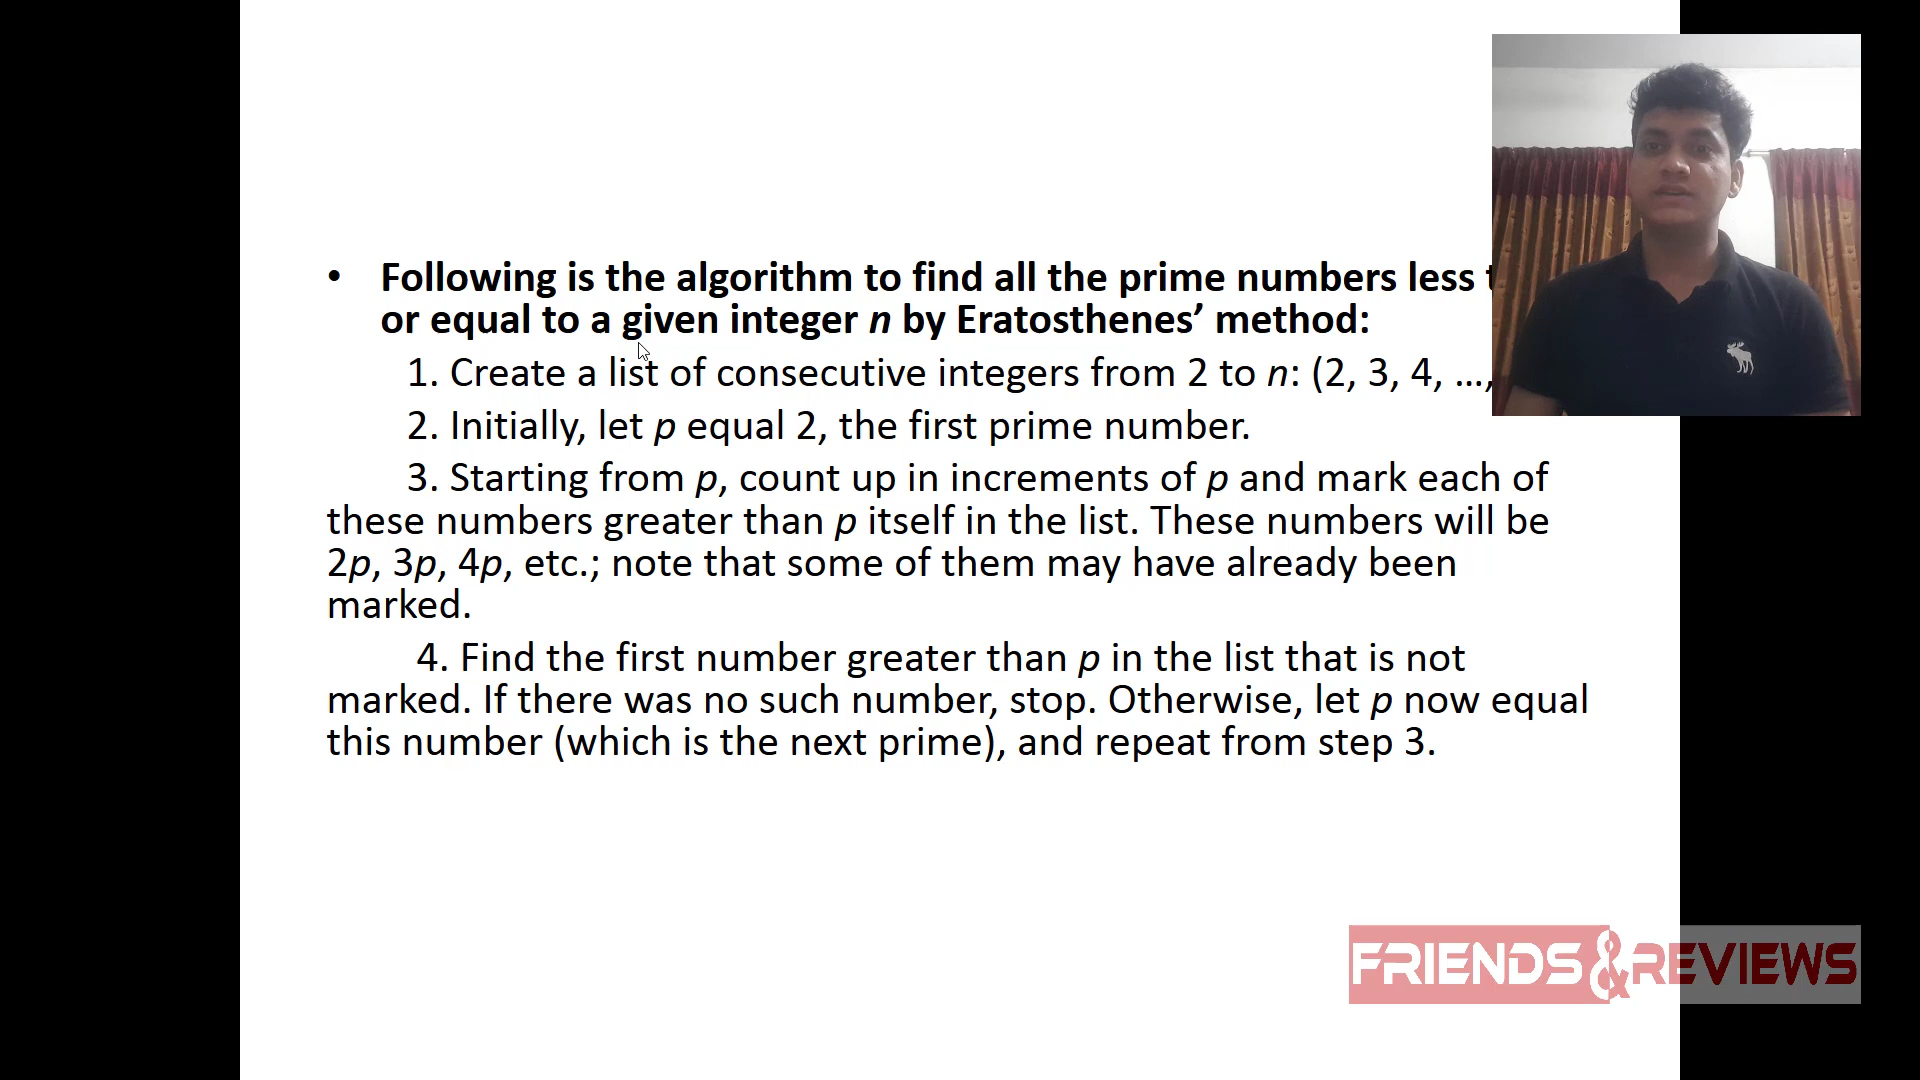 • Following is the algorithm to find all the prime numbers less
or equal to a given integer n by Eratosthenes’ method:
1. Create a list of consecutive integers from 2 to n: (2, 3, 4, …,
2. Initially, let p equal 2, the first prime number.
3. Starting from p, count up in increments of p and mark each of
these numbers greater than p itself in the list. These numbers will be
2p, 3p, 4p, etc.; note that some of them may have already been
marked.
4. Find the first number greater than p in the list that is not
marked. If there was no such number, stop. Otherwise, let p now equal
this number (which is the next prime), and repeat from step 3.
FRIENDS & REVIEWS